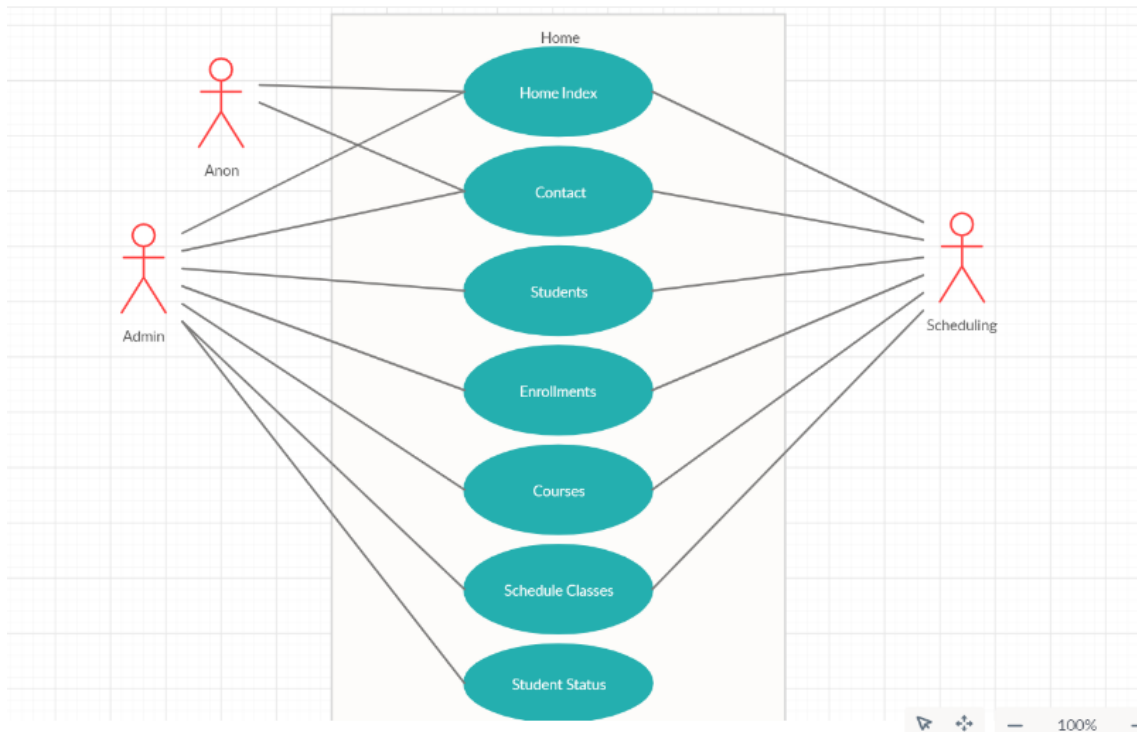 Home
Home Index
Anon
Contact
Admin
Students
Scheduling
Enrollments
Courses
Schedule Classes
Student Status
100%